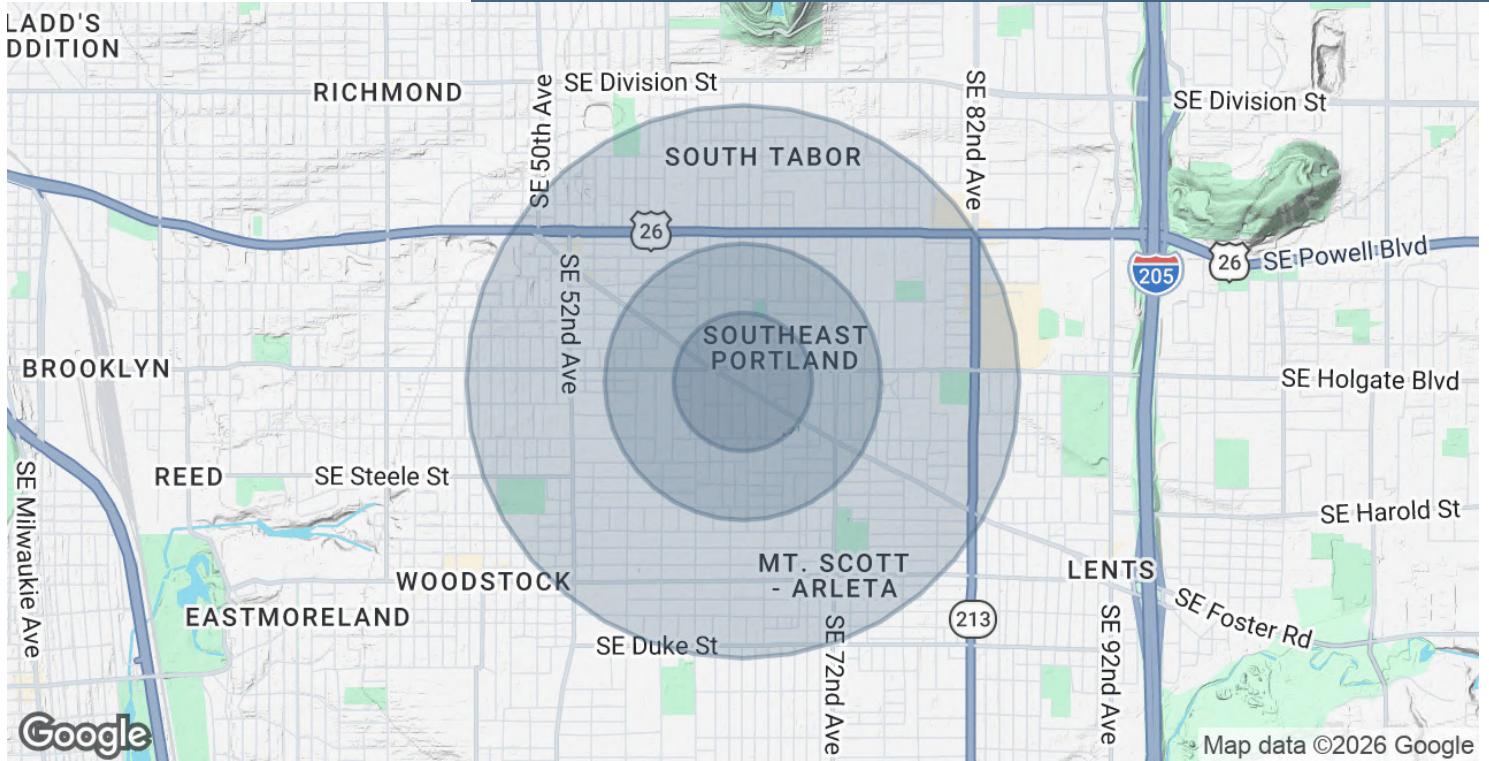 LADD'S
DDITION
RICHMOND
SE 50th Ave
SE Division St
SE 82nd Ave
SE Division St
SOUTH TABOR
26
26
SE Powell Blvd
205
SE 52nd Ave
SOUTHEAST
PORTLAND
BROOKLYN
SE Holgate Blvd
REED
SE Steele St
SE Milwaukie Ave
SE Harold St
WOODSTOCK
MT. SCOTT
- ARLETA
LENTS
EASTMORELAND
SE Foster Rd
213
SE Duke St
SE 72nd Ave
SE 92nd Ave
Google
Map data ©2026 Google